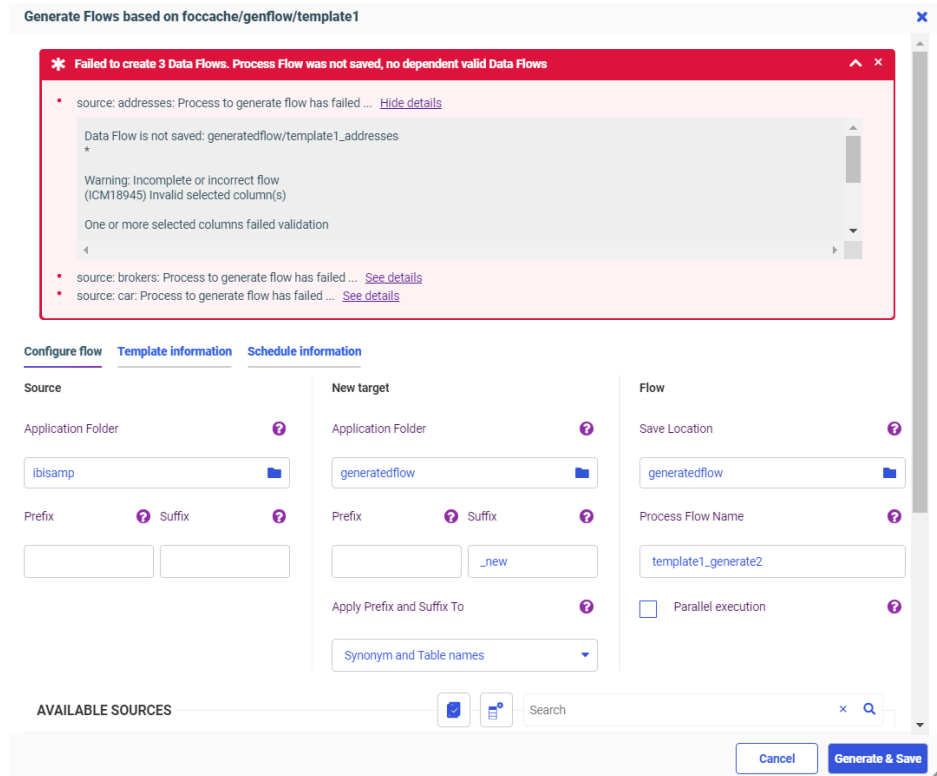 Generate Flows based on foccache/genflow/template1
Failed to create 3 Data Flows. Process Flow was not saved, no dependent valid Data Flows
source: addresses: Process to generate flow has failed ... Hide details
Data Flow is not saved: generatedflow/template1_addresses
*
Warning: Incomplete or incorrect flow
(ICM18945) Invalid selected column(s)
One or more selected columns failed validation
source: brokers: Process to generate flow has failed ... See details
source: car: Process to generate flow has failed ... See details
Configure flow Template information Schedule information
Source New target Flow
Application Folder Application Folder Save Location
ibisamp generatedflow generatedflow
Prefix Suffix Prefix Suffix Process Flow Name
_new template1_generate2
Apply Prefix and Suffix To Parallel execution
Synonym and Table names
AVAILABLE SOURCES Search
Cancel Generate & Save